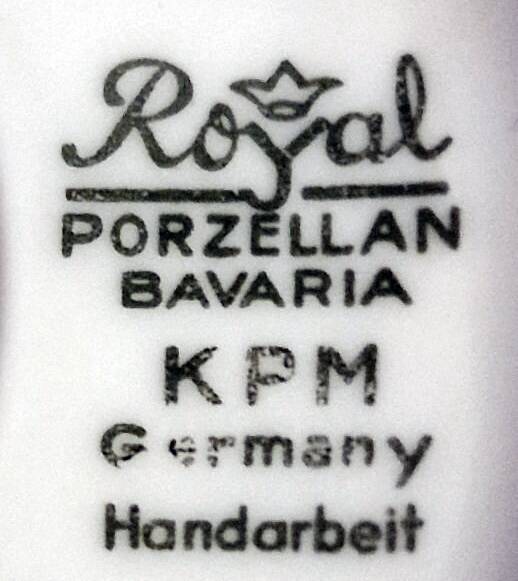 Royal
PORZELLAN
BAVARIA
KPM
Germany
Handarbeit